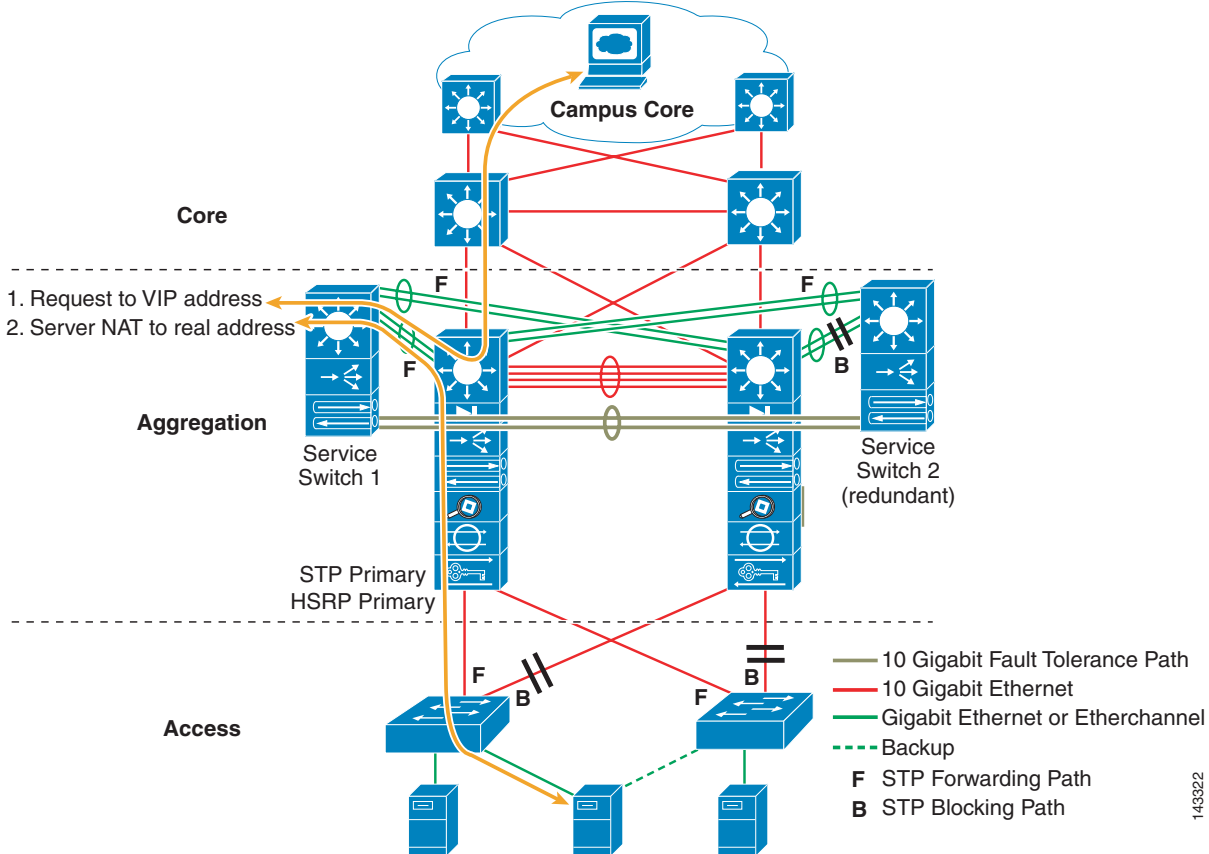 Campus Core
Core
F
F
1. Request to VIP address
2. Server NAT to real address
F
B
Aggregation
Service
Switch 1
Service
Switch 2
(redundant)
STP Primary
HSRP Primary
F
B
F
B
Access
10 Gigabit Fault Tolerance Path
10 Gigabit Ethernet
Gigabit Ethernet or Etherchannel
Backup
F STP Forwarding Path
B STP Blocking Path
143322